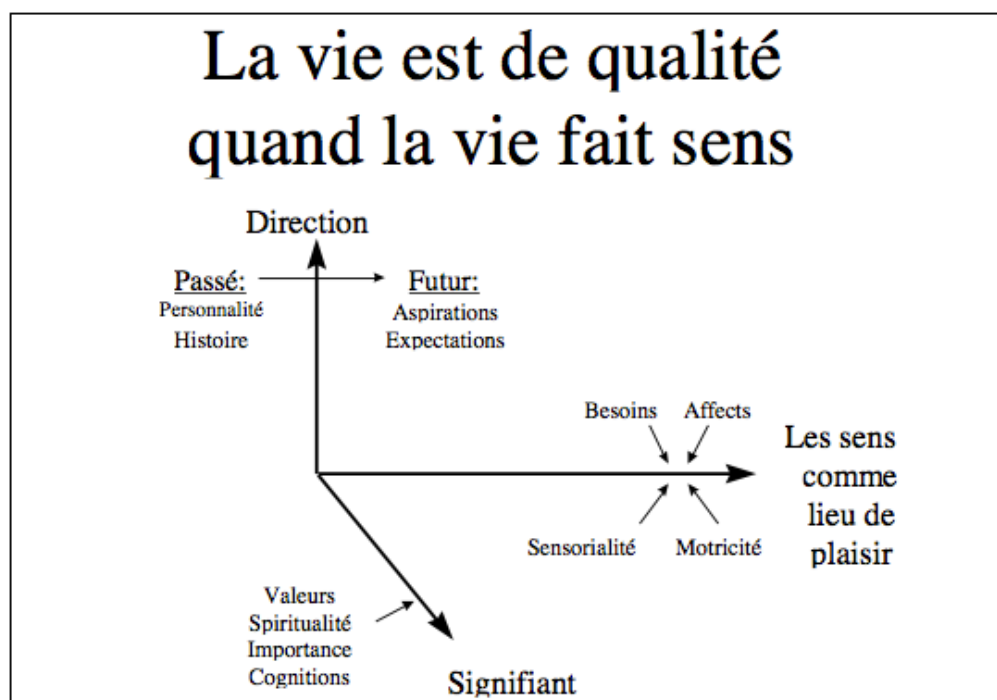 La vie est de qualité
quand la vie fait sens
Direction
Passé:
Personnalité
Histoire
Futur:
Aspirations
Expectations
Besoins
Affects
Les sens
comme
lieu de
plaisir
Sensorialité
Motricité
Valeurs
Spiritualité
Importance
Cognitions
Signifiant